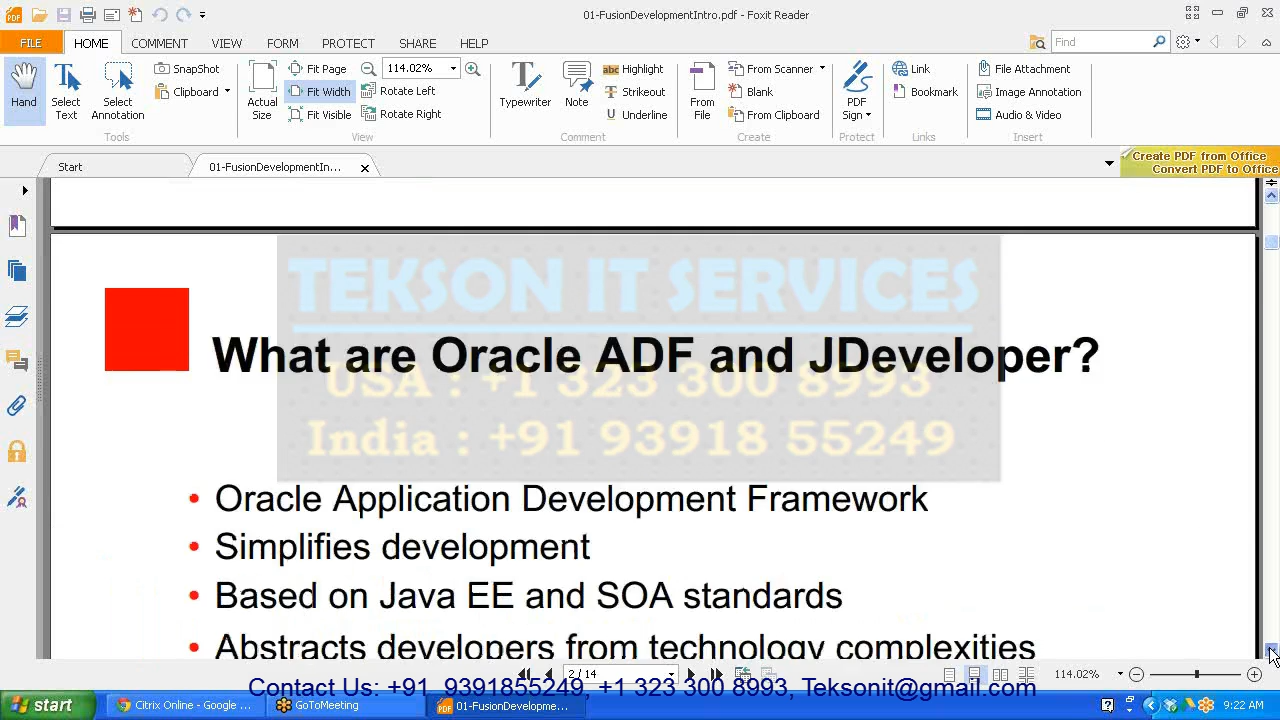 01-FusionDevelopmentIntro.pdf - Foxit Reader
FILE HOME COMMENT VIEW FORM PROTECT SHARE HELP Find
Hand
Select Text
Select Annotation
SnapShot
Clipboard
Tools
Actual Size
Fit Page
Fit Width
Fit Visible
114.02%
Rotate Left
Rotate Right
View
Typewriter
Note
Highlight
Strikeout
Underline
Comment
From File
From Scanner
Blank
From Clipboard
Create
PDF Sign
Protect
Link
Bookmark
Links
File Attachment
Image Annotation
Audio & Video
Insert
Start
01-FusionDevelopmentIn...
Create PDF from Office
Convert PDF to Office
TEKSON IT SERVICES
What are Oracle ADF and JDeveloper?
USA : +1 323 300 8993
India : +91 93918 55249
• Oracle Application Development Framework
• Simplifies development
• Based on Java EE and SOA standards
• Abstracts developers from technology complexities
2 / 14
114.02%
Contact Us: +91 9391855249, +1 323 300 8993, Teksonit@gmail.com
start
Citrix Online - Google ...
GoToMeeting
01-FusionDevelopme...
9:22 AM